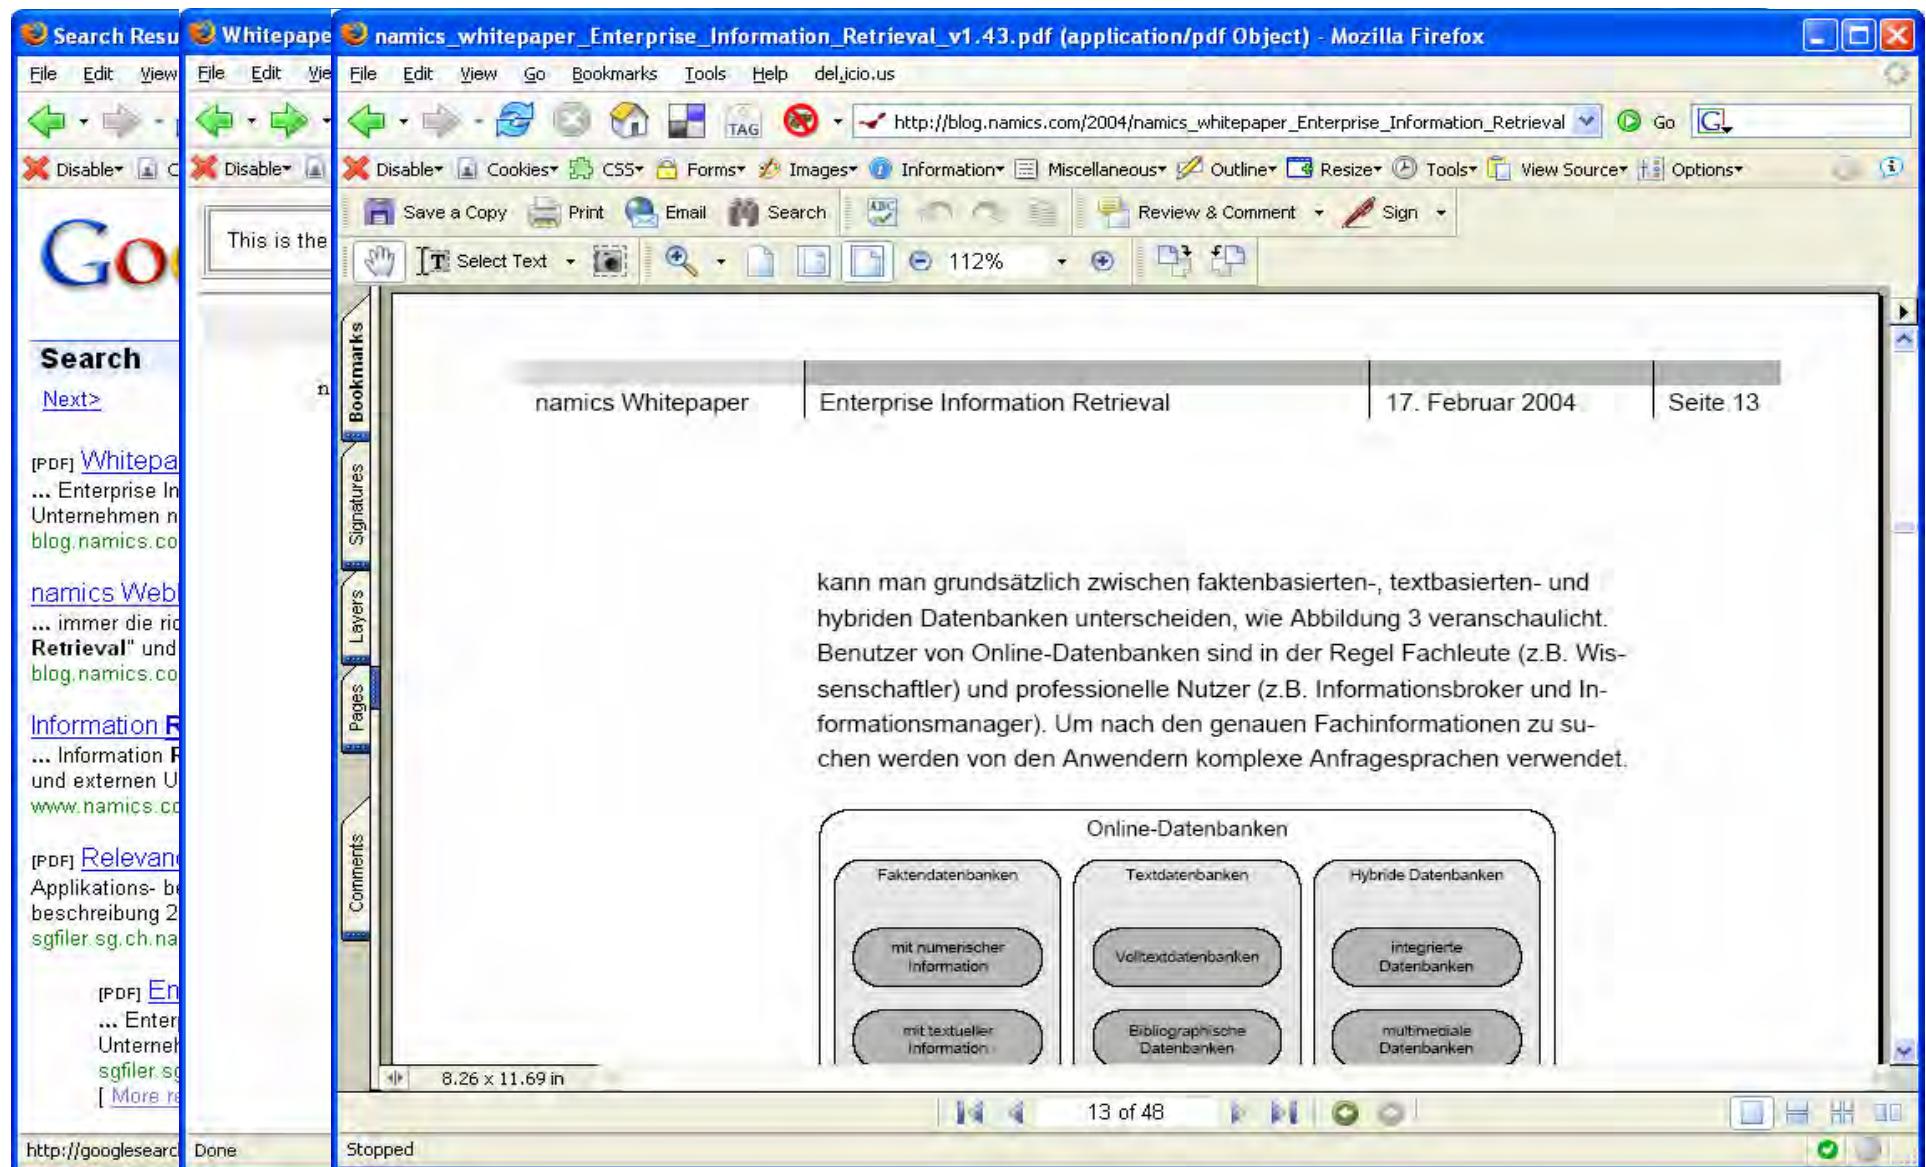 Search Resu
File Edit View
Disable
Goo
Search
Next>
[PDF] Whitepa
... Enterprise In
Unternehmen n
blog.namics.co
namics Webl
... immer die ric
Retrieval" und
blog.namics.co
Information R
... Information R
und externen U
www.namics.co
[PDF] Relevan
Applikations- be
beschreibung 2
sgfiler.sg.ch.na
[PDF] En
... Enter
Unterneh
sgfiler.sg
[ More re
http://googlesearc
Whitepape
File Edit Vie
Disable
This is the
n
Done
namics_whitepaper_Enterprise_Information_Retrieval_v1.43.pdf (application/pdf Object) - Mozilla Firefox
File Edit View Go Bookmarks Tools Help del.icio.us
TAG http://blog.namics.com/2004/namics_whitepaper_Enterprise_Information_Retrieval Go G
Disable Cookies CSS Forms Images Information Miscellaneous Outline Resize Tools View Source Options
Save a Copy Print Email Search ABC Review & Comment Sign
T Select Text 112%
Bookmarks
Signatures
Layers
Pages
Comments
namics Whitepaper Enterprise Information Retrieval 17. Februar 2004 Seite 13
kann man grundsätzlich zwischen faktenbasierten-, textbasierten- und
hybriden Datenbanken unterscheiden, wie Abbildung 3 veranschaulicht.
Benutzer von Online-Datenbanken sind in der Regel Fachleute (z.B. Wis-
senschaftler) und professionelle Nutzer (z.B. Informationsbroker und In-
formationsmanager). Um nach den genauen Fachinformationen zu su-
chen werden von den Anwendern komplexe Anfragesprachen verwendet.
Online-Datenbanken
Faktendatenbanken Textdatenbanken Hybride Datenbanken
mit numerischer
Information
Volltextdatenbanken
integrierte
Datenbanken
mit textueller
Information
Bibliographische
Datenbanken
multimediale
Datenbanken
8.26 x 11.69 in
13 of 48
Stopped